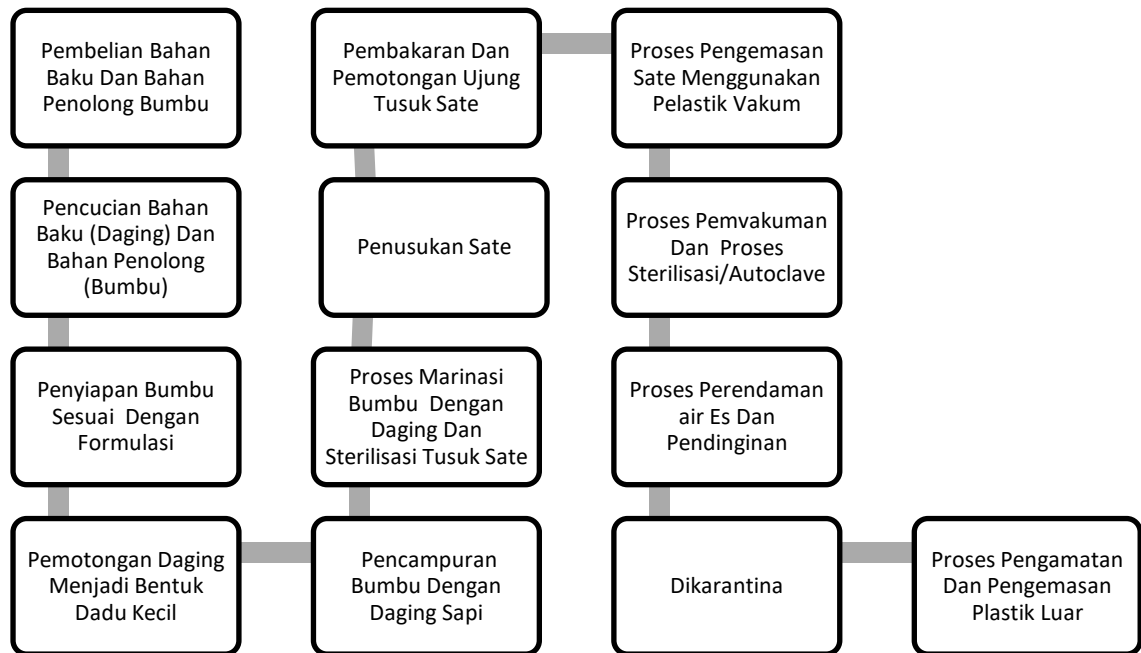 Pembelian Bahan
Baku Dan Bahan
Penolong Bumbu
Pencucian Bahan
Baku (Daging) Dan
Bahan Penolong
(Bumbu)
Penyiapan Bumbu
Sesuai Dengan
Formulasi
Pemotongan Daging
Menjadi Bentuk
Dadu Kecil
Pencampuran
Bumbu Dengan
Daging Sapi
Proses Marinasi
Bumbu Dengan
Daging Dan
Sterilisasi Tusuk Sate
Penusukan Sate
Pembakaran Dan
Pemotongan Ujung
Tusuk Sate
Proses Pengemasan
Sate Menggunakan
Pelastik Vakum
Proses Pemvakuman
Dan Proses
Sterilisasi/Autoclave
Proses Perendaman
air Es Dan
Pendinginan
Dikarantina
Proses Pengamatan
Dan Pengemasan
Plastik Luar